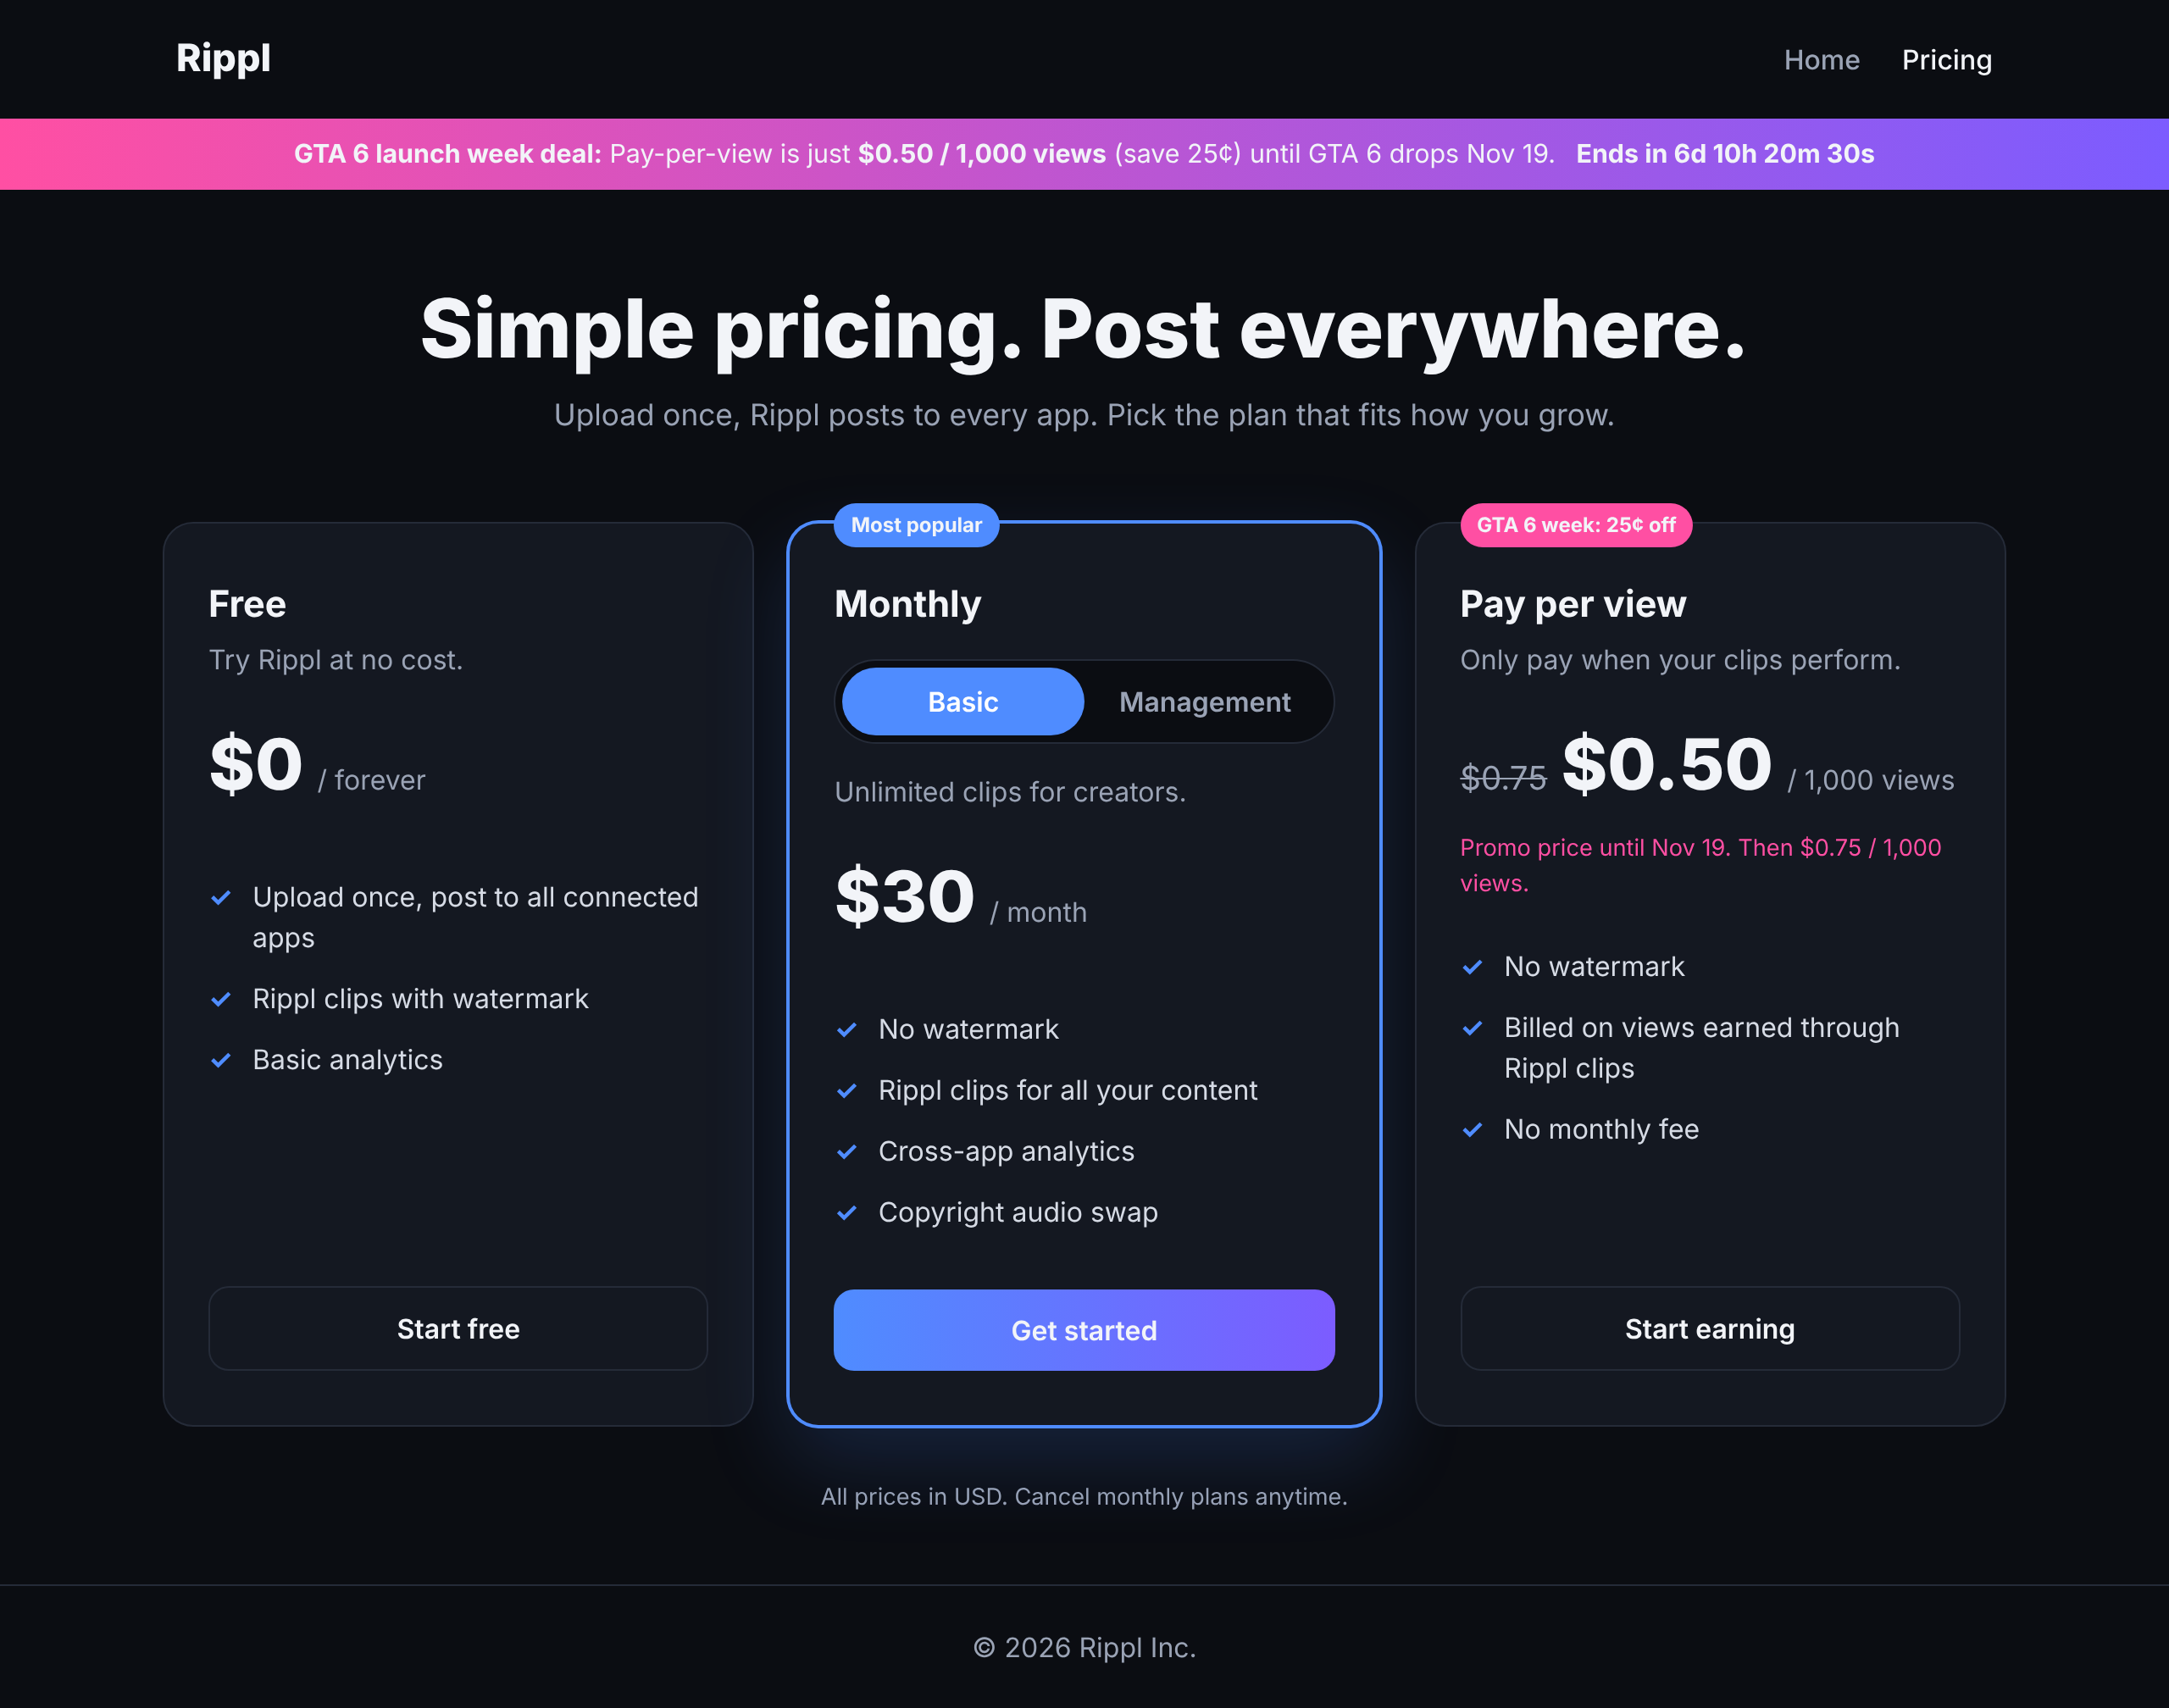 Rippl
Home
Pricing
GTA 6 launch week deal: Pay-per-view is just $0.50 / 1,000 views (save 25¢) until GTA 6 drops Nov 19. Ends in 6d 10h 20m 30s
Simple pricing. Post everywhere.
Upload once, Rippl posts to every app. Pick the plan that fits how you grow.
Free
Try Rippl at no cost.
$0 / forever
Upload once, post to all connected
apps
Rippl clips with watermark
Basic analytics
Start free
Most popular
Monthly
Basic
Management
Unlimited clips for creators.
$30 / month
No watermark
Rippl clips for all your content
Cross-app analytics
Copyright audio swap
Get started
GTA 6 week: 25¢ off
Pay per view
Only pay when your clips perform.
$0.75 $0.50 / 1,000 views
Promo price until Nov 19. Then $0.75 / 1,000
views.
No watermark
Billed on views earned through
Rippl clips
No monthly fee
Start earning
All prices in USD. Cancel monthly plans anytime.
© 2026 Rippl Inc.